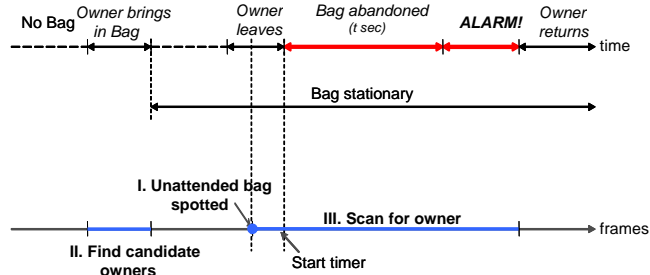 No Bag
Owner brings
in Bag
Owner
leaves
Bag abandoned
(t sec)
ALARM!
Owner
returns
time
Bag stationary
I. Unattended bag
spotted
III. Scan for owner
frames
II. Find candidate
owners
Start timer